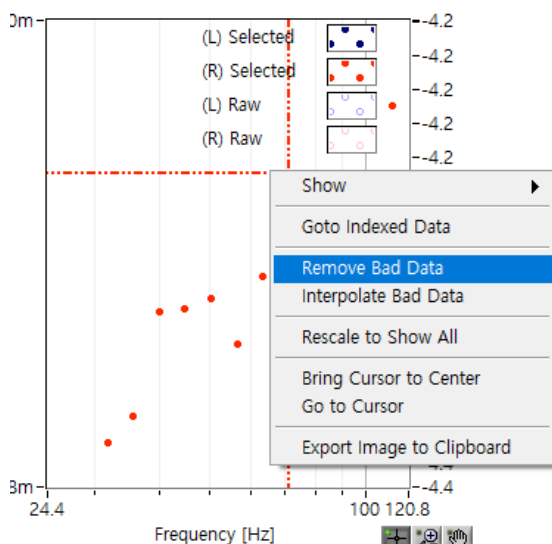 0m
-4.2
(L) Selected
(R) Selected
-4.2
(L) Raw
-4.2
(R) Raw
-4.2
-4.2
Show
Goto Indexed Data
Remove Bad Data
Interpolate Bad Data
Rescale to Show All
Bring Cursor to Center
Go to Cursor
Export Image to Clipboard
8m
-4.4
24.4
100
120.8
Frequency [Hz]